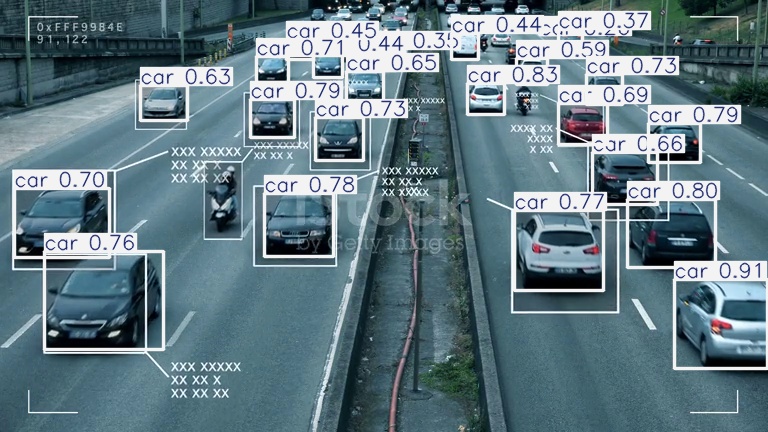 0xFFF9984E
91,122
car 0.45
car 0.44
car 0.37
car 0.71
0.44
0.59
car 0.63
car 0.65
car 0.83
car 0.73
car 0.79
car 0.73
car 0.69
car 0.79
XXX XXXXX
XX XX X
car 0.66
car 0.70
car 0.78
XXX XXXXX
XX XX X
XX XX XX
car 0.77
car 0.80
iStock
by Getty Images
car 0.76
car 0.91
XXX XXXXX
XX XX X
XX XX XX